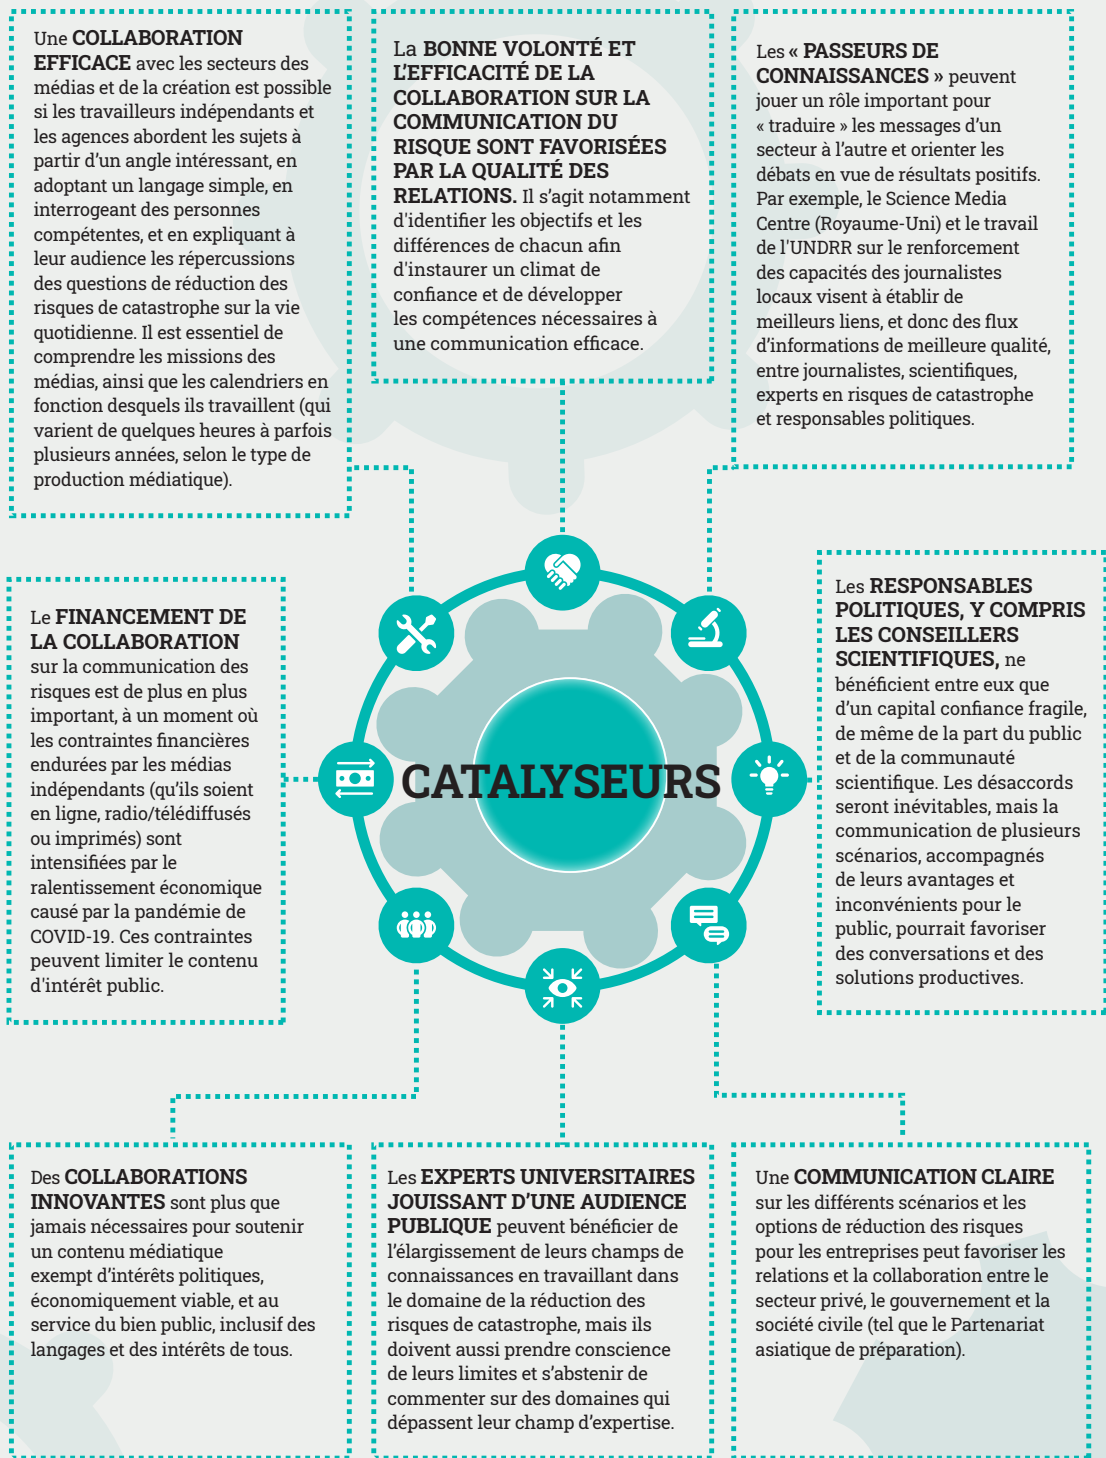 Une COLLABORATION
EFFICACE avec les secteurs des
médias et de la création est possible
si les travailleurs indépendants et
les agences abordent les sujets à
partir d'un angle intéressant, en
adoptant un langage simple, en
interrogeant des personnes
compétentes, et en expliquant à
leur audience les répercussions
des questions de réduction des
risques de catastrophe sur la vie
quotidienne. Il est essentiel de
comprendre les missions des
médias, ainsi que les calendriers en
fonction desquels ils travaillent (qui
varient de quelques heures à parfois
plusieurs années, selon le type de
production médiatique).
La BONNE VOLONTÉ ET
L'EFFICACITÉ DE LA
COLLABORATION SUR LA
COMMUNICATION DU
RISQUE SONT FAVORISÉES
PAR LA QUALITÉ DES
RELATIONS. Il s'agit notamment
d'identifier les objectifs et les
différences de chacun afin
d'instaurer un climat de
confiance et de développer
les compétences nécessaires à
une communication efficace.
Les « PASSEURS DE
CONNAISSANCES » peuvent
jouer un rôle important pour
« traduire » les messages d'un
secteur à l'autre et orienter les
débats en vue de résultats positifs.
Par exemple, le Science Media
Centre (Royaume-Uni) et le travail
de l'UNDRR sur le renforcement
des capacités des journalistes
locaux visent à établir de
meilleurs liens, et donc des flux
d'informations de meilleure qualité,
entre journalistes, scientifiques,
experts en risques de catastrophe
et responsables politiques.
Le FINANCEMENT DE
LA COLLABORATION
sur la communication des
risques est de plus en plus
important, à un moment où
les contraintes financières
endurées par les médias
indépendants (qu'ils soient
en ligne, radio/télédiffusés
ou imprimés) sont
intensifiées par le
ralentissement économique
causé par la pandémie de
COVID-19. Ces contraintes
peuvent limiter le contenu
d'intérêt public.
CATALYSEURS
Les RESPONSABLES
POLITIQUES, Y COMPRIS
LES CONSEILLERS
SCIENTIFIQUES, ne
bénéficient entre eux que
d'un capital confiance fragile,
de même de la part du public
et de la communauté
scientifique. Les désaccords
seront inévitables, mais la
communication de plusieurs
scénarios, accompagnés
de leurs avantages et
inconvénients pour le
public, pourrait favoriser
des conversations et des
solutions productives.
Des COLLABORATIONS
INNOVANTES sont plus que
jamais nécessaires pour soutenir
un contenu médiatique
exempt d'intérêts politiques,
économiquement viable, et au
service du bien public, inclusif des
langages et des intérêts de tous.
Les EXPERTS UNIVERSITAIRES
JOUISSANT D'UNE AUDIENCE
PUBLIQUE peuvent bénéficier de
l'élargissement de leurs champs de
connaissances en travaillant dans
le domaine de la réduction des
risques de catastrophe, mais ils
doivent aussi prendre conscience
de leurs limites et s'abstenir de
commenter sur des domaines qui
dépassent leur champ d'expertise.
Une COMMUNICATION CLAIRE
sur les différents scénarios et les
options de réduction des risques
pour les entreprises peut favoriser les
relations et la collaboration entre le
secteur privé, le gouvernement et la
société civile (tel que le Partenariat
asiatique de préparation).